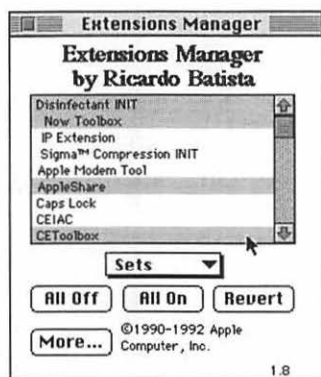 Extensions Manager
Extensions Manager
by Ricardo Batista
Disinfectant INIT
Now Toolbox
IP Extension
Sigma™ Compression INIT
Apple Modem Tool
AppleShare
Caps Lock
CEIAC
CEToolbox
Sets
All Off
All On
Revert
More...
©1990-1992 Apple
Computer, Inc.
1.8